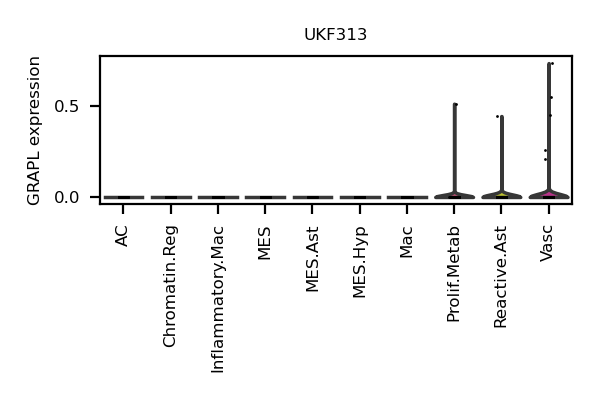 UKF313
GRAPL expression
0.5
0.0
AC
Chromatin.Reg
Inflammatory.Mac
MES
MES.Ast
MES.Hyp
Mac
Prolif.Metab
Reactive.Ast
Vasc